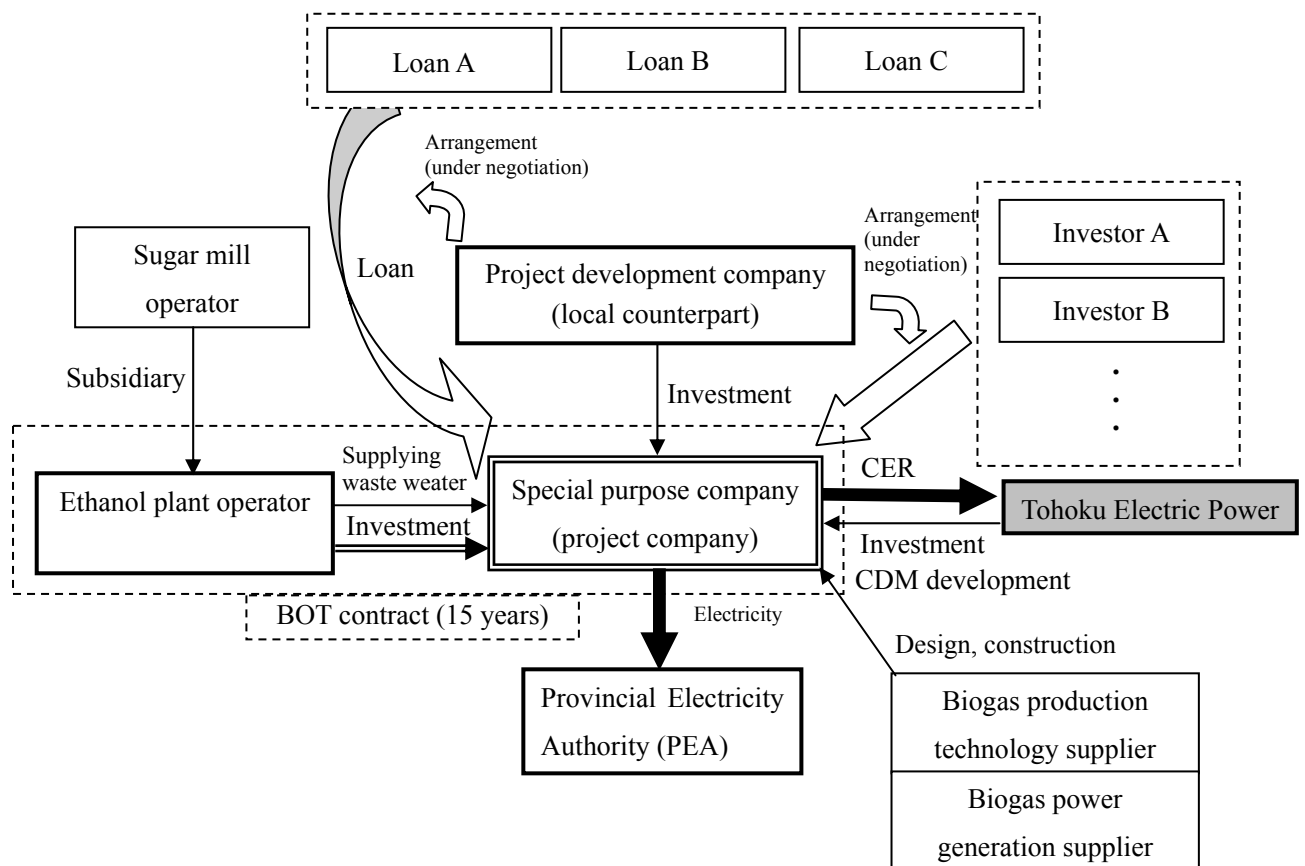 Loan A
Loan B
Loan C
Arrangement
(under negotiation)
Arrangement
(under
negotiation)
Investor A
Investor B
Sugar mill
operator
Loan
Project development company
(local counterpart)
Subsidiary
Investment
Supplying
waste weater
Investment
Ethanol plant operator
Special purpose company
(project company)
CER
Tohoku Electric Power
Investment
CDM development
BOT contract (15 years)
Electricity
Design, construction
Provincial Electricity
Authority (PEA)
Biogas production
technology supplier
Biogas power
generation supplier